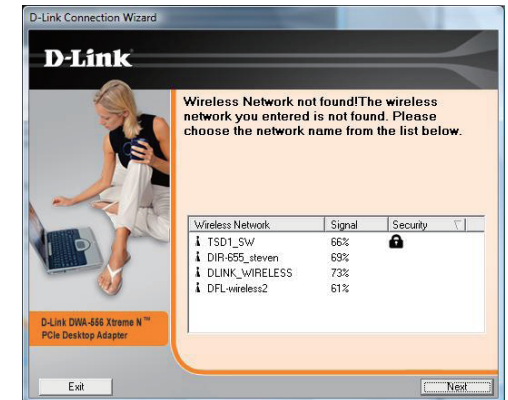 D-Link Connection Wizard
D-Link
Wireless Network not found!The wireless
network you entered is not found. Please
choose the network name from the list below.
Wireless Network Signal Security
TSD1_SW 66%
DIR-655_steven 69%
DLINK_WIRELESS 73%
DFL-wireless2 61%
D-Link DWA-556 Xtreme N™
PCIe Desktop Adapter
Exit Next